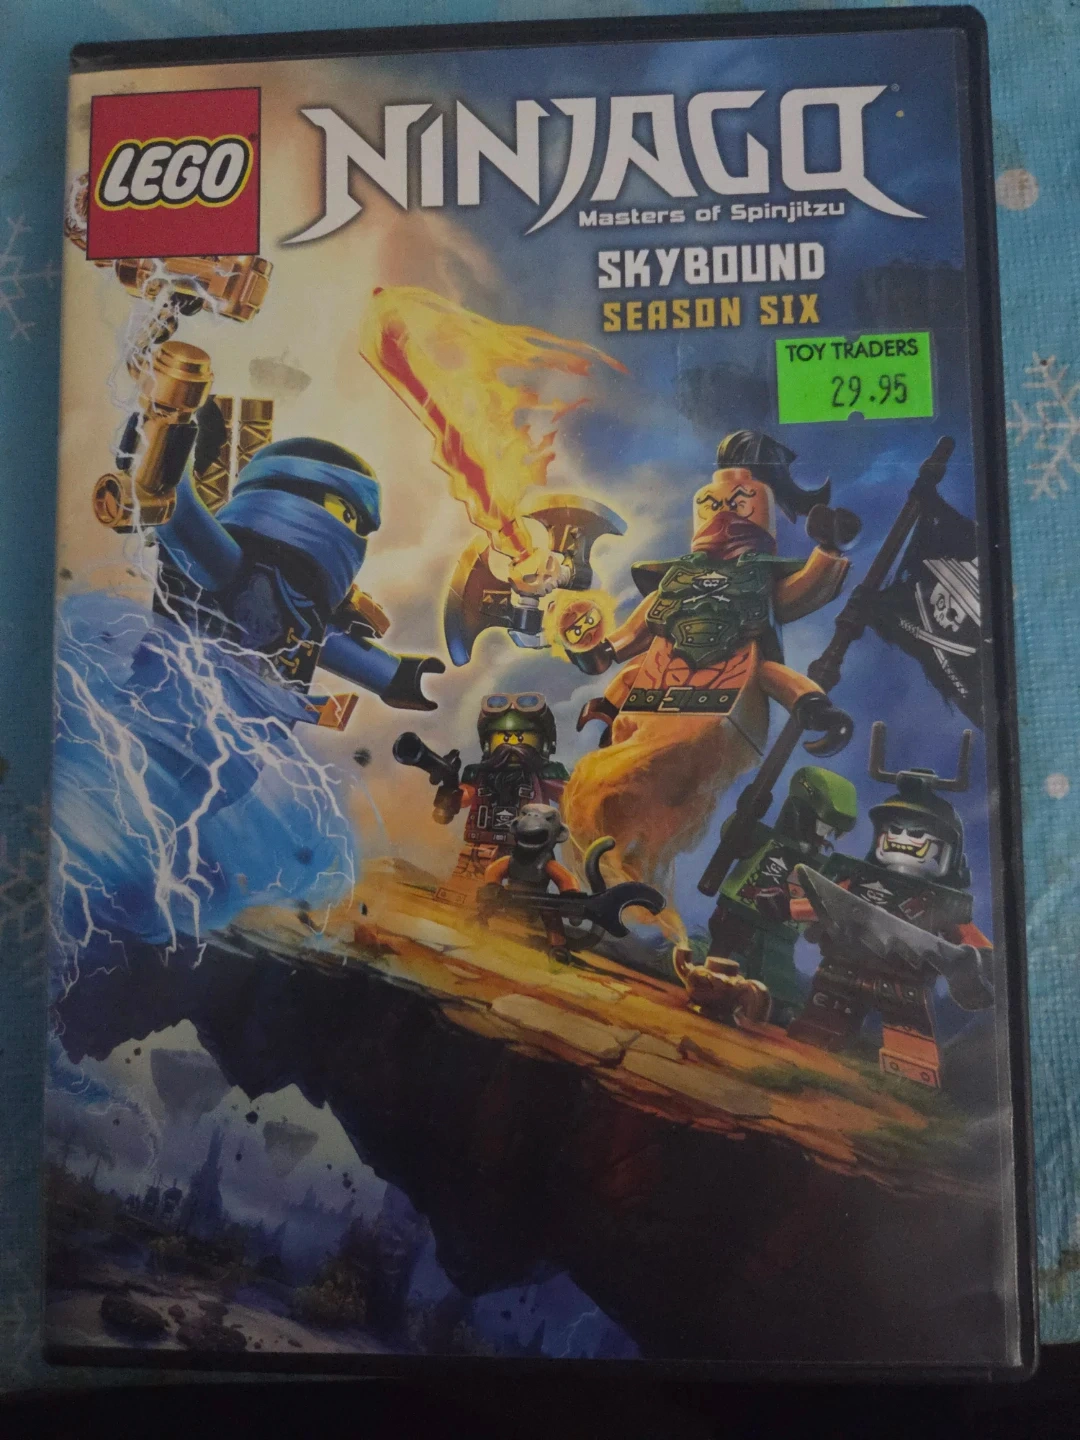 LEGO
NINJAGO
Masters of Spinjitzu
SKYBOUND
SEASON SIX
TOY TRADERS
29.95